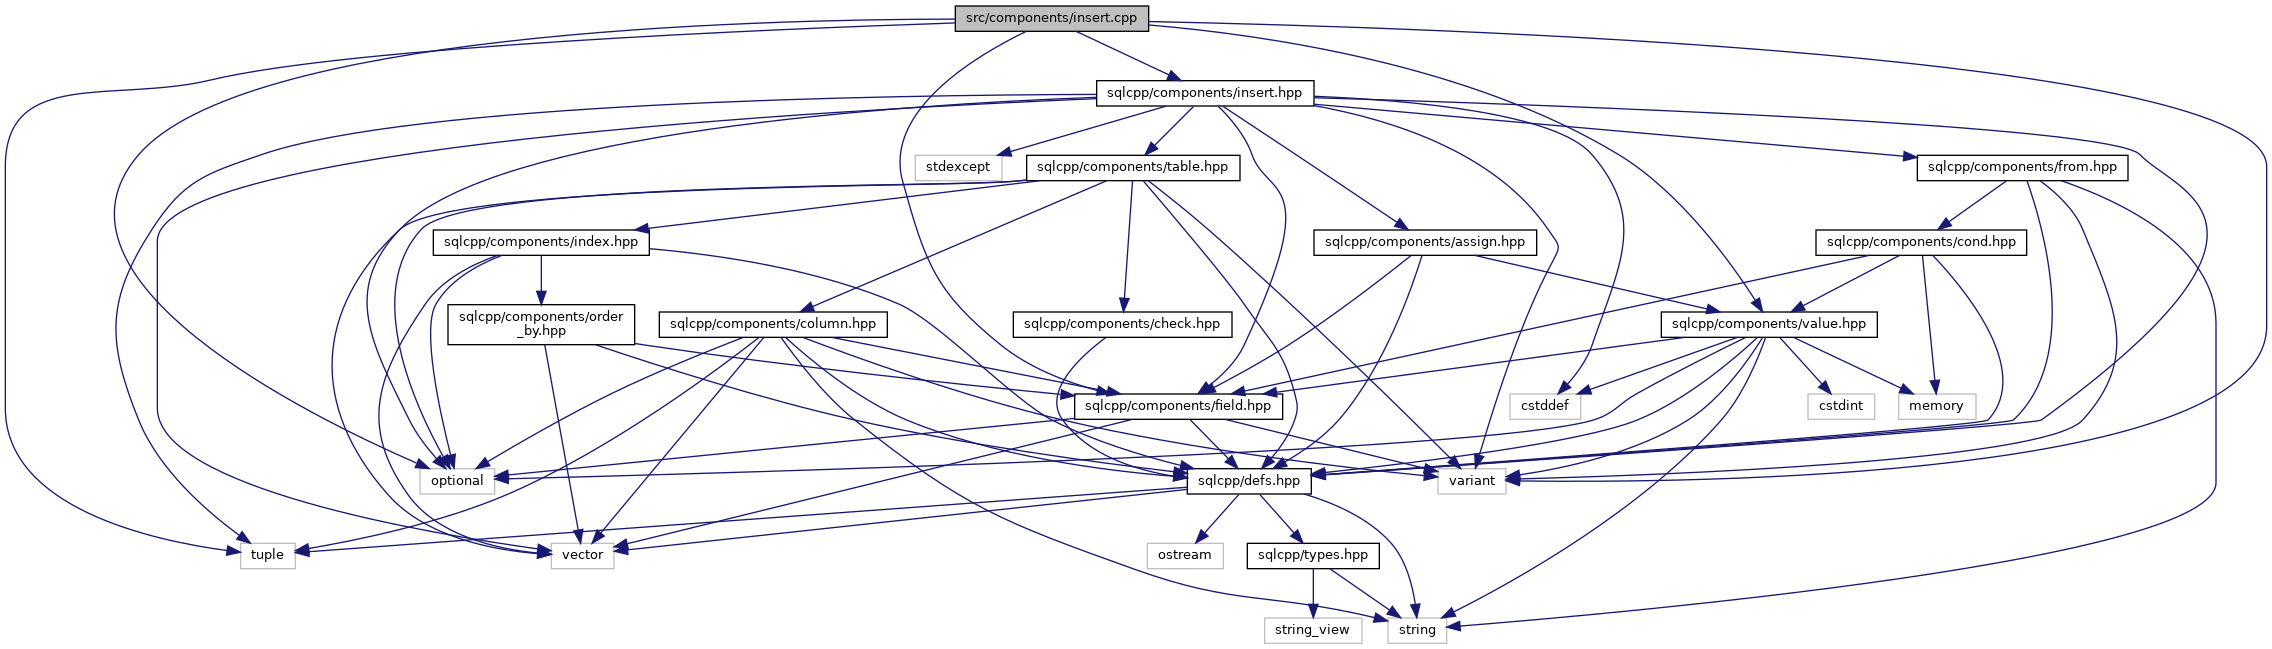 src/components/insert.cpp
sqlcpp/components/insert.hpp
stdexcept
sqlcpp/components/table.hpp
sqlcpp/components/from.hpp
sqlcpp/components/index.hpp
sqlcpp/components/assign.hpp
sqlcpp/components/cond.hpp
sqlcpp/components/order
_by.hpp
sqlcpp/components/column.hpp
sqlcpp/components/check.hpp
sqlcpp/components/value.hpp
sqlcpp/components/field.hpp
cstddef
cstdint
memory
optional
sqlcpp/defs.hpp
variant
tuple
vector
ostream
sqlcpp/types.hpp
string_view
string